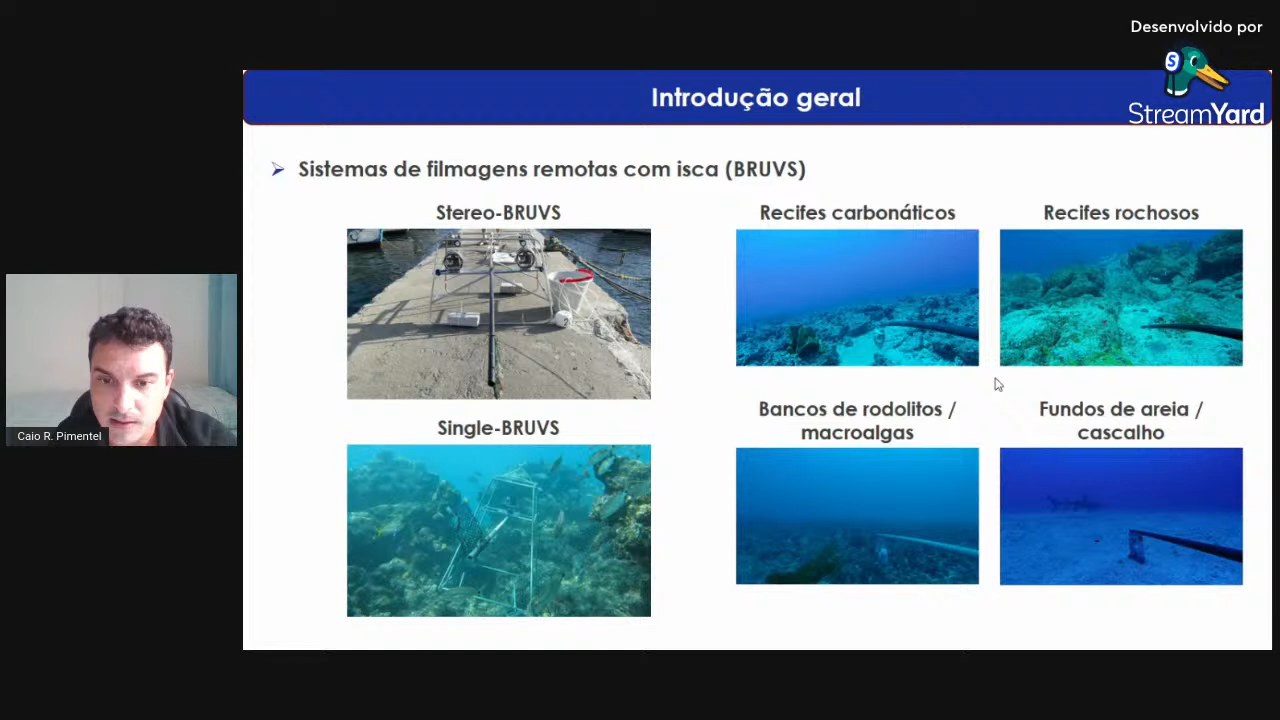 Desenvolvido por
StreamYard
Introdução geral
Sistemas de filmagens remotas com isca (BRUVS)
Stereo-BRUVS
Single-BRUVS
Recifes carbonáticos
Recifes rochosos
Bancos de rodolitos /
macroalgas
Fundos de areia /
cascalho
Caio R. Pimentel